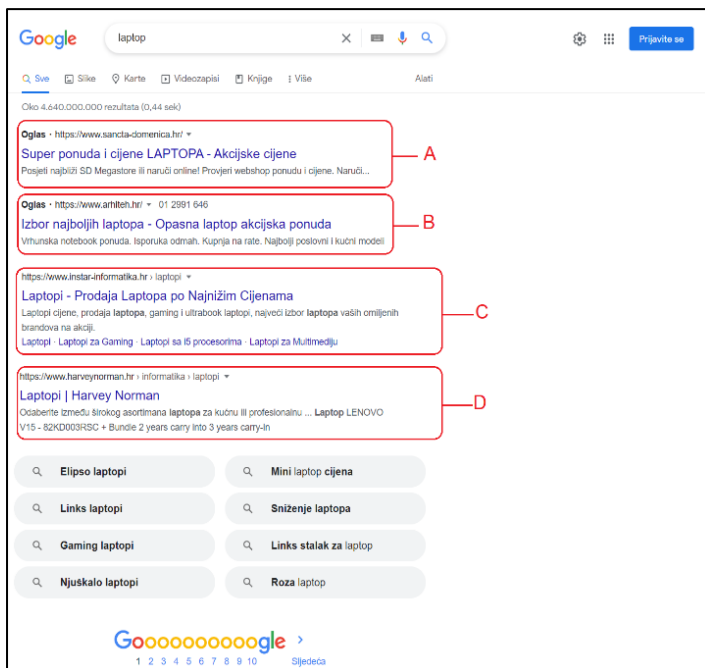 Google
laptop
Prijavite se
Sve Slike Karte Videozapisi Knjige Više Alati
Oko 4.640.000.000 rezultata (0,44 sek)
Oglas · https://www.sancta-domenica.hr/
Super ponuda i cijene LAPTOPA - Akcijske cijene
Posjeti najbliži SD Megastore ili naruči online! Provjeri webshop ponudu i cijene. Naruči...
A
Oglas · https://www.arhiteh.hr/ 01 2991 646
Izbor najboljih laptopa - Opasna laptop akcijska ponuda
Vrhunska notebook ponuda. Isporuka odmah. Kupnja na rate. Najbolji poslovni i kućni modeli
B
https://www.instar-informatika.hr › laptopi
Laptopi - Prodaja Laptopa po Najnižim Cijenama
Laptopi cijene, prodaja laptopa, gaming i ultrabook laptopi, najveći izbor laptopa vaših omiljenih
brandova na akciji.
Laptopi · Laptopi za Gaming · Laptopi sa i5 procesorima · Laptopi za Multimediju
C
https://www.harveynorman.hr › informatika › laptopi
Laptopi | Harvey Norman
Odaberite između širokog asortimana laptopa za kućnu ili profesionalnu ... Laptop LENOVO
V15 - 82KD003RSC + Bundle 2 years carry into 3 years carry-in
D
Elipso laptopi
Mini laptop cijena
Links laptopi
Sniženje laptopa
Gaming laptopi
Links stalak za laptop
Njuškalo laptopi
Roza laptop
Goooooooooogle >
1 2 3 4 5 6 7 8 9 10 Sljedeća